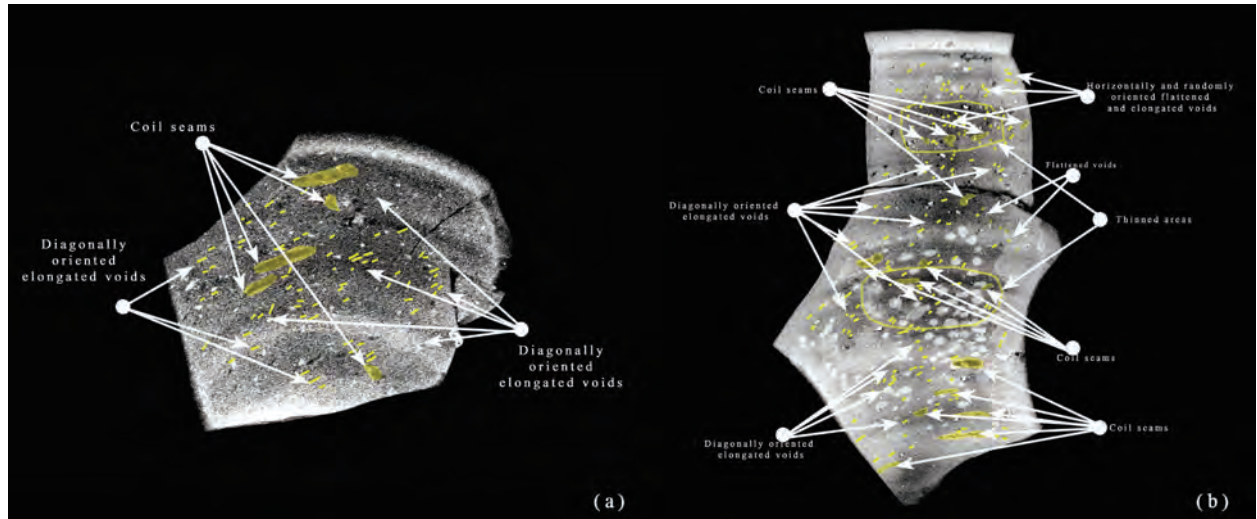 Coil seams
Diagonally
oriented
elongated voids
Diagonally
oriented
elongated voids
(a)
Coil seams
Horizontally and randomly
oriented flattened
and elongated voids
Flattened voids
Diagonally oriented
elongated voids
Thinned areas
Coil seams
Diagonally oriented
elongated voids
Coil seams
(b)